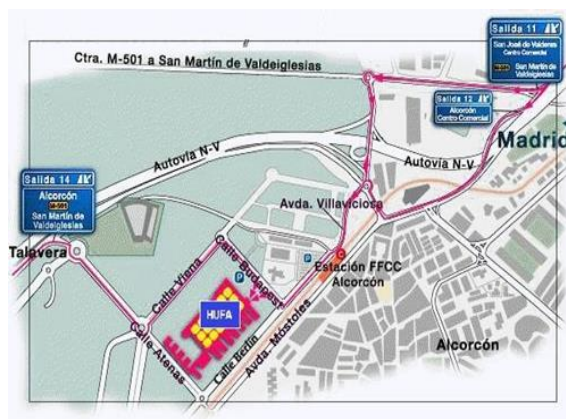 Salida 11
San José de Valderas
Centro Comercial
M-501 San Martín de
Valdeiglesias
Ctra. M-501 a San Martín de Valdeiglesias
Salida 12
Alcorcón
Centro Comercial
Madrid
Autovía N-V
Autovía N-V
Salida 14
Alcorcón
M-501
San Martín de
Valdeiglesias
Avda. Villaviciosa
Talavera
Calle Viena
Calle Budapest
P
P
C
Estación FFCC
Alcorcón
HUFA
Calle Atenas
Calle Berlín
Avda. Móstoles
Alcorcón